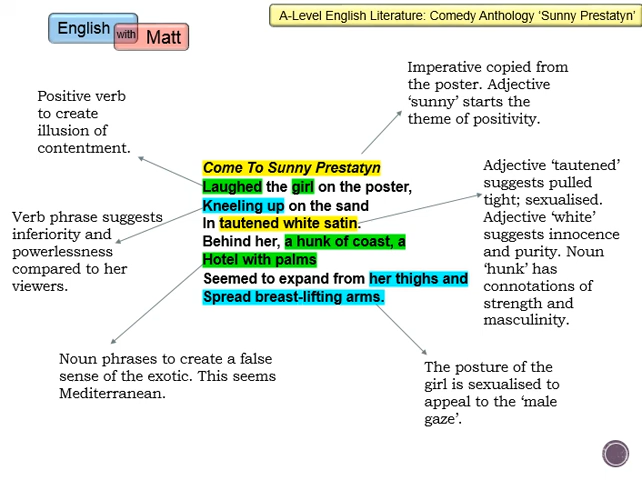 English with Matt
A-Level English Literature: Comedy Anthology ‘Sunny Prestatyn’
Positive verb
to create
illusion of
contentment.
Imperative copied from
the poster. Adjective
‘sunny’ starts the
theme of positivity.
Come To Sunny Prestatyn
Laughed the girl on the poster,
Kneeling up on the sand
In tautened white satin.
Behind her, a hunk of coast, a
Hotel with palms
Seemed to expand from her thighs and
Spread breast-lifting arms.
Verb phrase suggests
inferiority and
powerlessness
compared to her
viewers.
Adjective ‘tautened’
suggests pulled
tight; sexualised.
Adjective ‘white’
suggests innocence
and purity. Noun
‘hunk’ has
connotations of
strength and
masculinity.
Noun phrases to create a false
sense of the exotic. This seems
Mediterranean.
The posture of the
girl is sexualised to
appeal to the ‘male
gaze’.